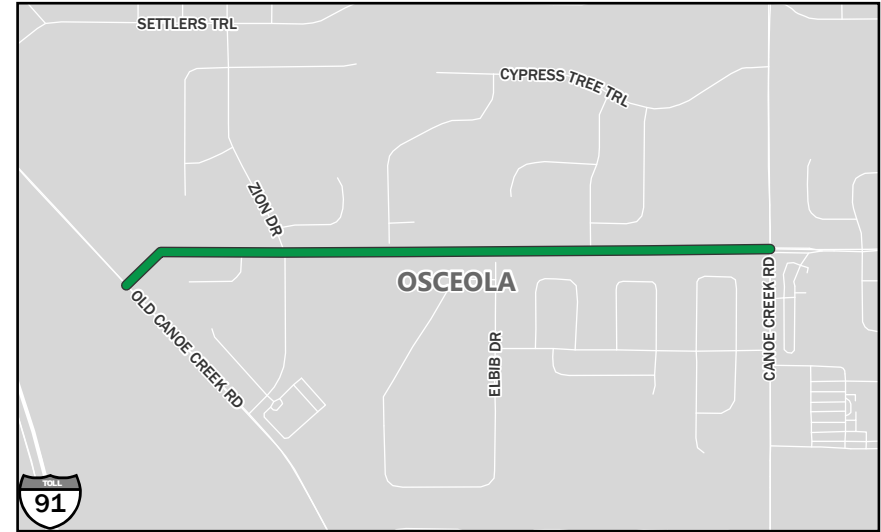 SETTLERS TRL
CYPRESS TREE TRL
ZION DR
OSCEOLA
OLD CANOE CREEK RD
ELBIB DR
CANOE CREEK RD
TOLL
91